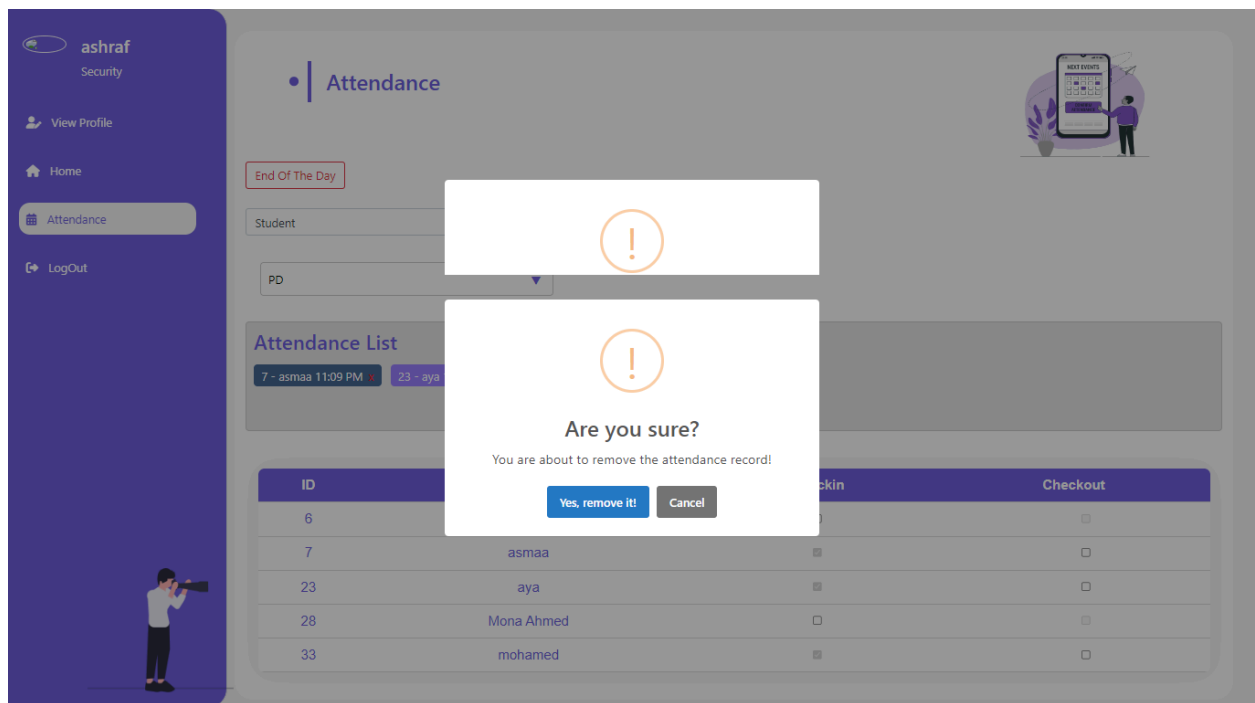 ashraf
Security
View Profile
Home
Attendance
LogOut
Attendance
NEXT EVENTS
End Of The Day
Student
PD
Attendance List
7 - asmaa 11:09 PM x
23 - aya
Are you sure?
You are about to remove the attendance record!
Yes, remove it! Cancel
ID ckin Checkout
6
7 asmaa
23 aya
28 Mona Ahmed
33 mohamed